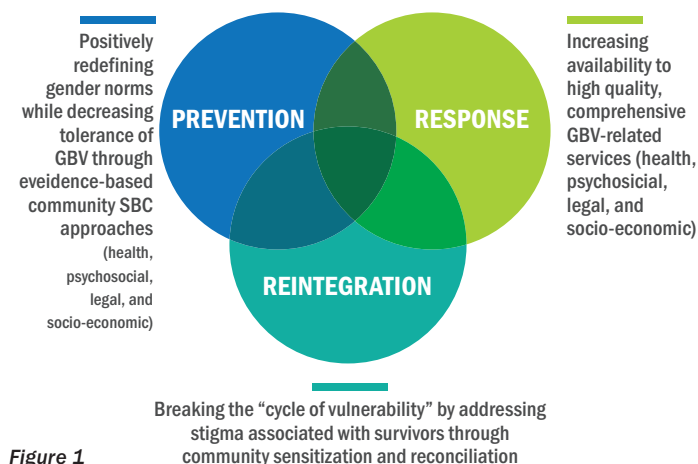 Positively
redefining
gender norms
while decreasing
tolerance of
GBV through
eveidence-based
community SBC
approaches
(health,
psychosocial,
legal, and
socio-economic)
PREVENTION
RESPONSE
REINTEGRATION
Increasing
availability to
high quality,
comprehensive
GBV-related
services (health,
psychosicial,
legal, and
socio-economic)
Breaking the “cycle of vulnerability” by addressing
stigma associated with survivors through
community sensitization and reconciliation
Figure 1